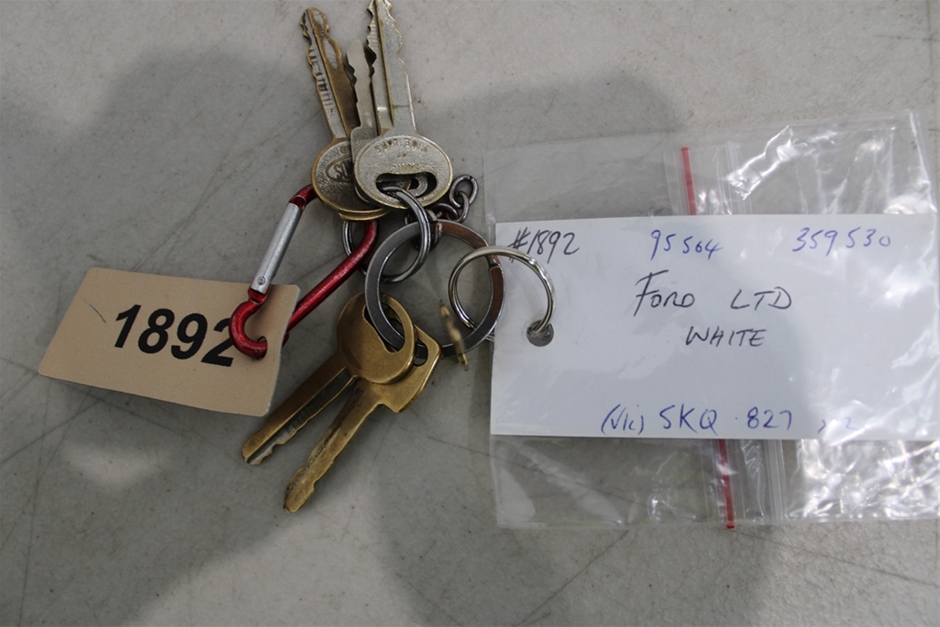 1892
#1892 95564 359530
FORD LTD
WHITE
(Vic) SKQ·827